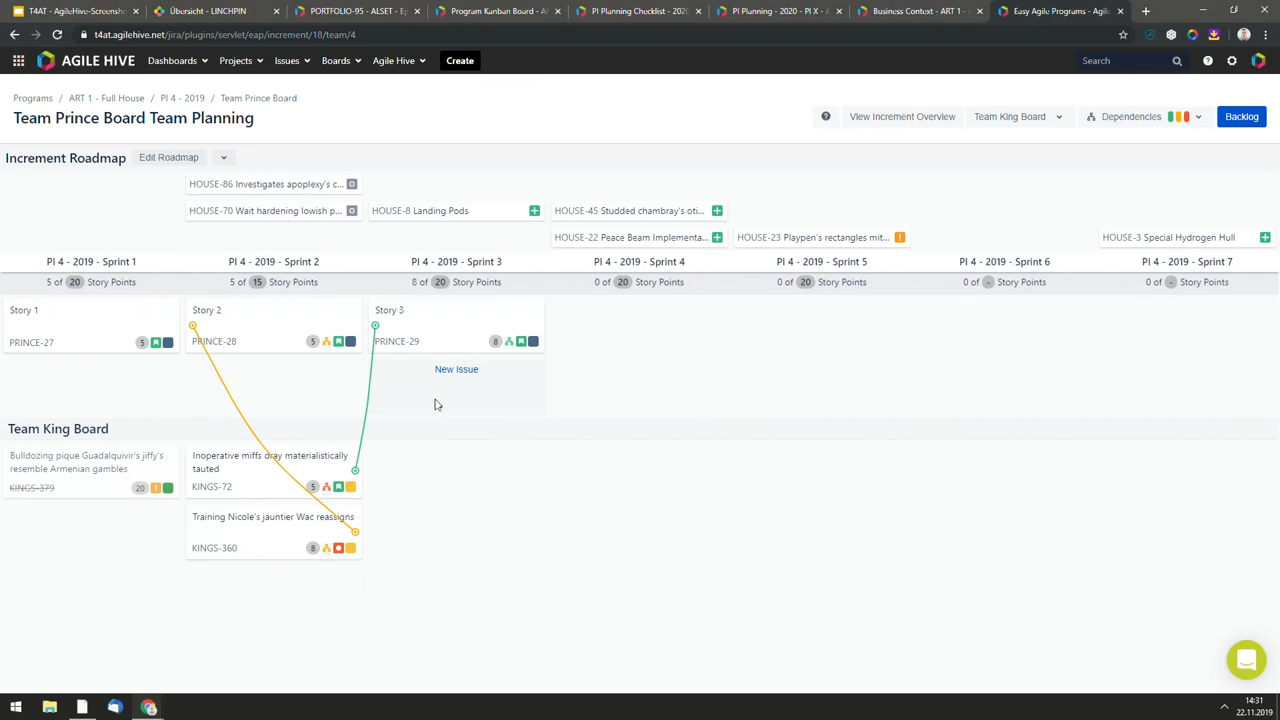 T4AT - AgileHive-Screensh
Übersicht - LINCHPIN
PORTFOLIO-95 - ALSET - Ep
Program Kunban Board - A
PI Planning Checklist - 2020
PI Planning - 2020 - PI X - A
Business Context - ART 1 -
Easy Agile Programs - Agile
t4at.agilehive.net/jira/plugins/servlet/eap/increment/18/team/4
AGILE HIVE
Dashboards
Projects
Issues
Boards
Agile Hive
Create
Search
Programs / ART 1 - Full House / PI 4 - 2019 / Team Prince Board
Team Prince Board Team Planning
View Increment Overview
Team King Board
Dependencies
Backlog
Increment Roadmap
Edit Roadmap
HOUSE-86 Investigates apoplexy's c...
HOUSE-70 Wait hardening lowish p...
HOUSE-8 Landing Pods
HOUSE-45 Studded chambray's oti...
HOUSE-22 Peace Beam Implementa...
HOUSE-23 Playpen's rectangles mit...
HOUSE-3 Special Hydrogen Hull
PI 4 - 2019 - Sprint 1
PI 4 - 2019 - Sprint 2
PI 4 - 2019 - Sprint 3
PI 4 - 2019 - Sprint 4
PI 4 - 2019 - Sprint 5
PI 4 - 2019 - Sprint 6
PI 4 - 2019 - Sprint 7
5 of 20 Story Points
5 of 15 Story Points
8 of 20 Story Points
0 of 20 Story Points
0 of 20 Story Points
0 of - Story Points
0 of - Story Points
Story 1
PRINCE-27
5
Story 2
PRINCE-28
5
Story 3
PRINCE-29
8
New Issue
Team King Board
Bulldozing pique Guadalquivir's jiffy's
resemble Armenian gambles
KINGS-379
20
Inoperative miffs dray materialistically
tauted
KINGS-72
5
Training Nicole's jauntier Wac reassigns
KINGS-360
8
14:31
22.11.2019